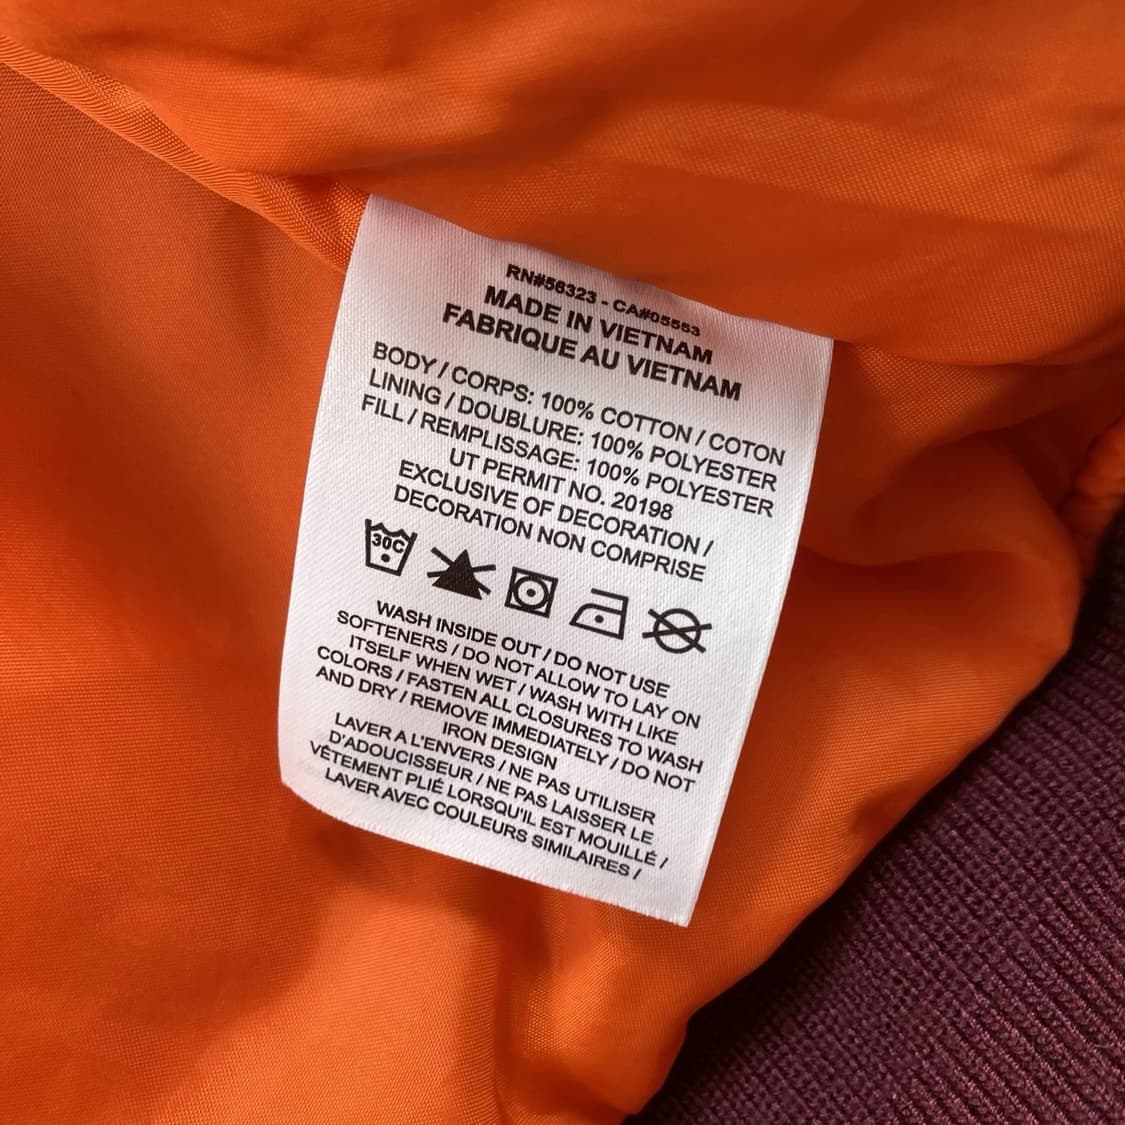 RN#56323 - CA#05553
MADE IN VIETNAM
FABRIQUE AU VIETNAM
BODY / CORPS: 100% COTTON / COTON
LINING / DOUBLURE: 100% POLYESTER
FILL / REMPLISSAGE: 100% POLYESTER
UT PERMIT NO. 20198
EXCLUSIVE OF DECORATION /
DECORATION NON COMPRISE
30C
WASH INSIDE OUT / DO NOT USE
SOFTENERS / DO NOT ALLOW TO LAY ON
ITSELF WHEN WET / WASH WITH LIKE
COLORS / FASTEN ALL CLOSURES TO WASH
AND DRY / REMOVE IMMEDIATELY / DO NOT
IRON DESIGN
LAVER A L'ENVERS / NE PAS UTILISER
D'ADOUCISSEUR / NE PAS LAISSER LE
VÊTEMENT PLIÉ LORSQU'IL EST MOUILLÉ /
LAVER AVEC COULEURS SIMILAIRES /